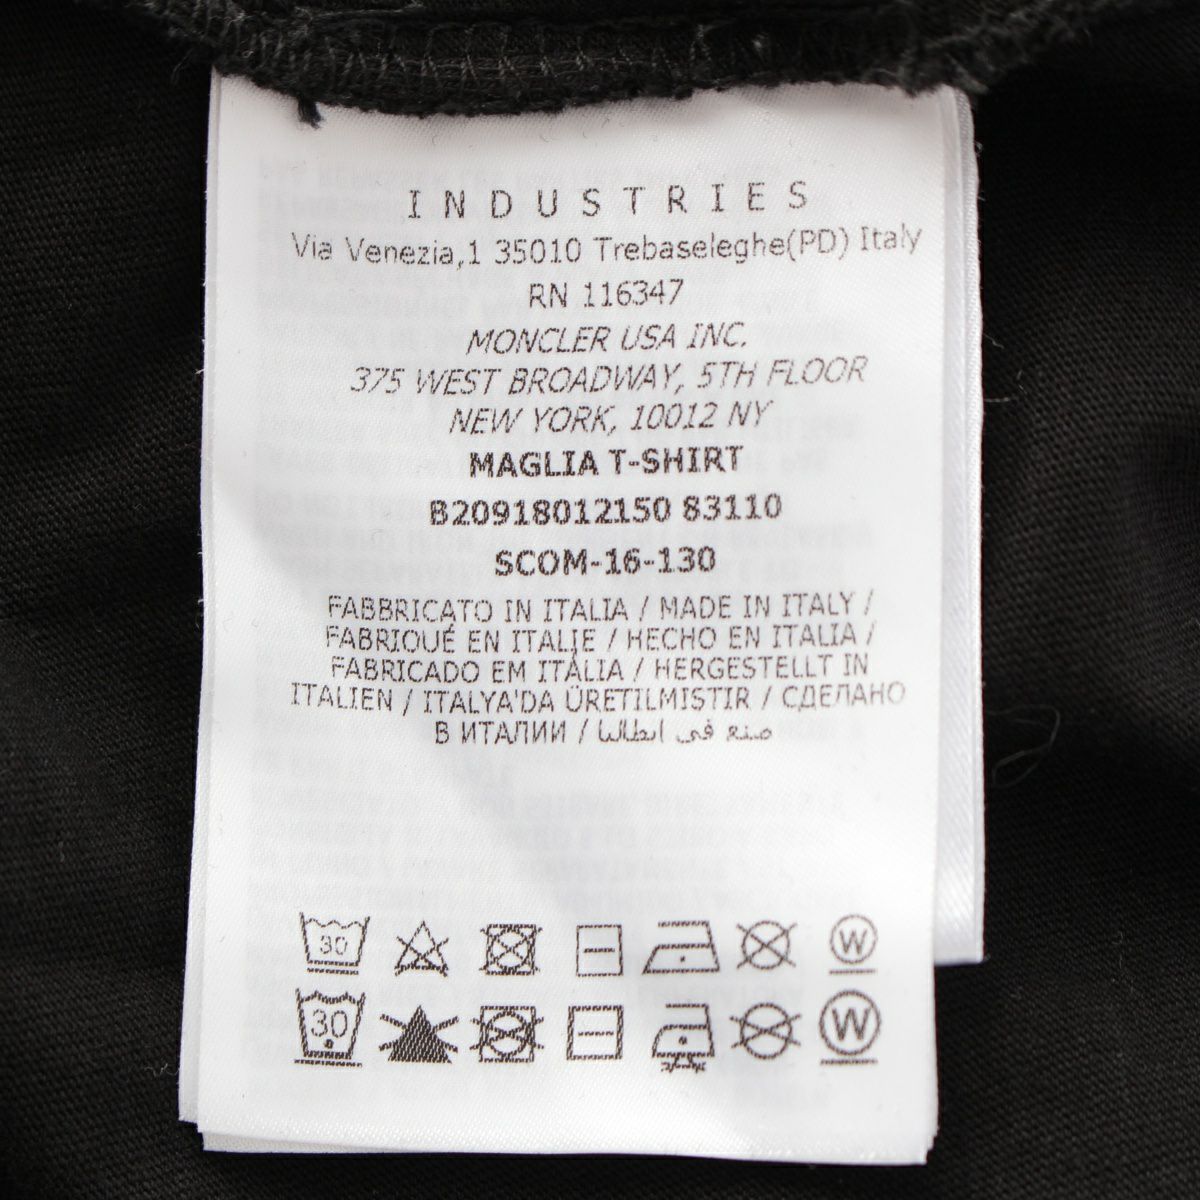 INDUSTRIES
Via Venezia,1 35010 Trebaseleghe(PD) Italy
RN 116347
MONCLER USA INC.
375 WEST BROADWAY, 5TH FLOOR
NEW YORK, 10012 NY
MAGLIA T-SHIRT
B20918012150 83110
SCOM-16-130
FABBRICATO IN ITALIA / MADE IN ITALY /
FABRIQUÉ EN ITALIE / HECHO EN ITALIA /
FABRICADO EM ITÁLIA / HERGESTELLT IN
ITALIEN / ITALYA'DA ÜRETILMISTIR / СДЕЛАНО
В ИТАЛИИ / صنع في ايطاليا
30 W
30 W